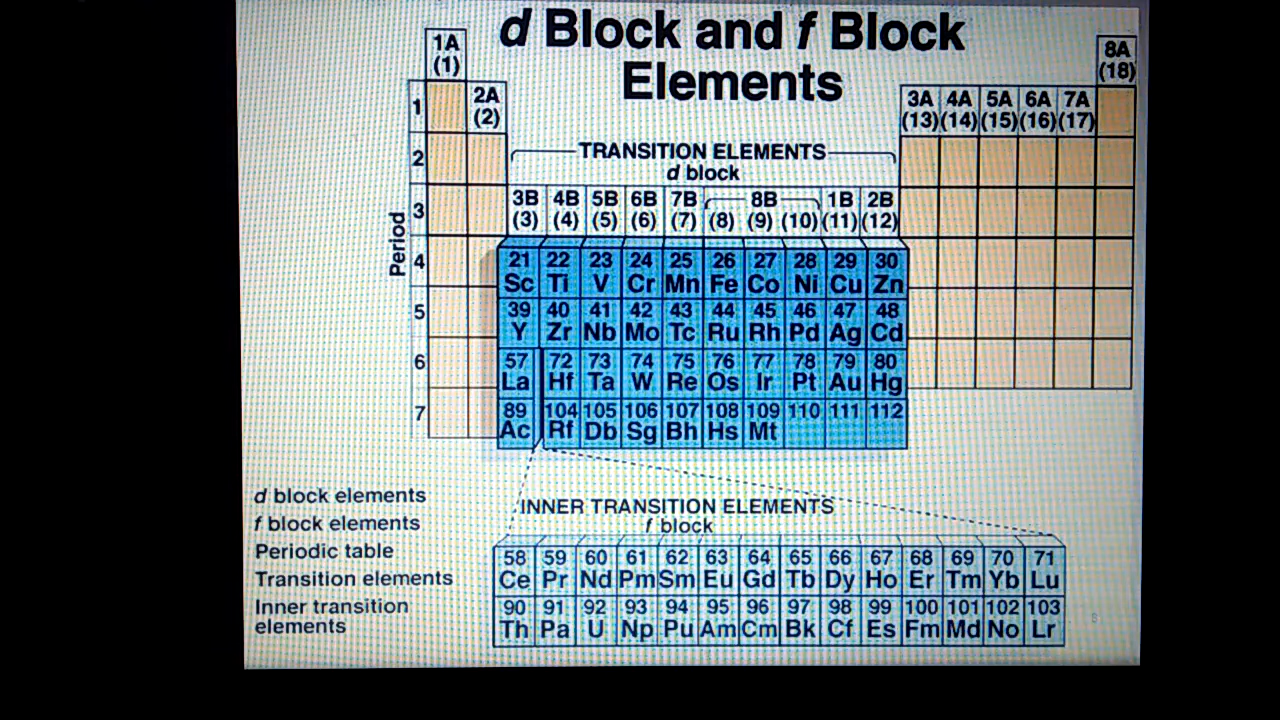 d Block and f Block
Elements
1A
(1)
8A
(18)
2A
(2)
3A 4A 5A 6A 7A
(13) (14) (15) (16) (17)
TRANSITION ELEMENTS
d block
3B 4B 5B 6B 7B 8B 1B 2B
(3) (4) (5) (6) (7) (8) (9) (10) (11) (12)
Period
1
2
3
4
5
6
7
21 22 23 24 25 26 27 28 29 30
Sc Ti V Cr Mn Fe Co Ni Cu Zn
39 40 41 42 43 44 45 46 47 48
Y Zr Nb Mo Tc Ru Rh Pd Ag Cd
57 72 73 74 75 76 77 78 79 80
La Hf Ta W Re Os Ir Pt Au Hg
89 104 105 106 107 108 109 110 111 112
Ac Rf Db Sg Bh Hs Mt
d block elements
f block elements
Periodic table
Transition elements
Inner transition
elements
INNER TRANSITION ELEMENTS
f block
58 59 60 61 62 63 64 65 66 67 68 69 70 71
Ce Pr Nd Pm Sm Eu Gd Tb Dy Ho Er Tm Yb Lu
90 91 92 93 94 95 96 97 98 99 100 101 102 103
Th Pa U Np Pu Am Cm Bk Cf Es Fm Md No Lr